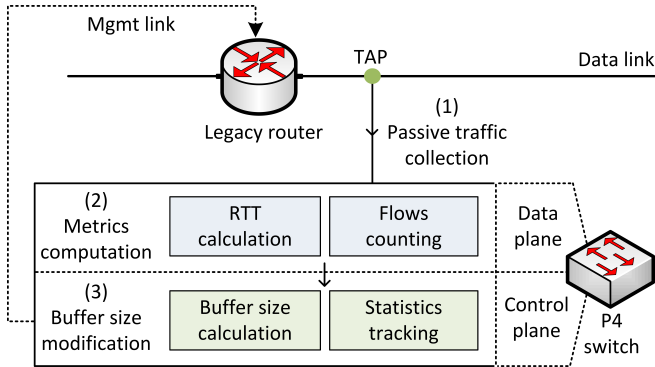 Mgmt link
TAP
Data link
Legacy router
(1)
Passive traffic
collection
(2)
Metrics
computation
RTT
calculation
Flows
counting
Data
plane
(3)
Buffer size
modification
Buffer size
calculation
Statistics
tracking
Control
plane
P4
switch